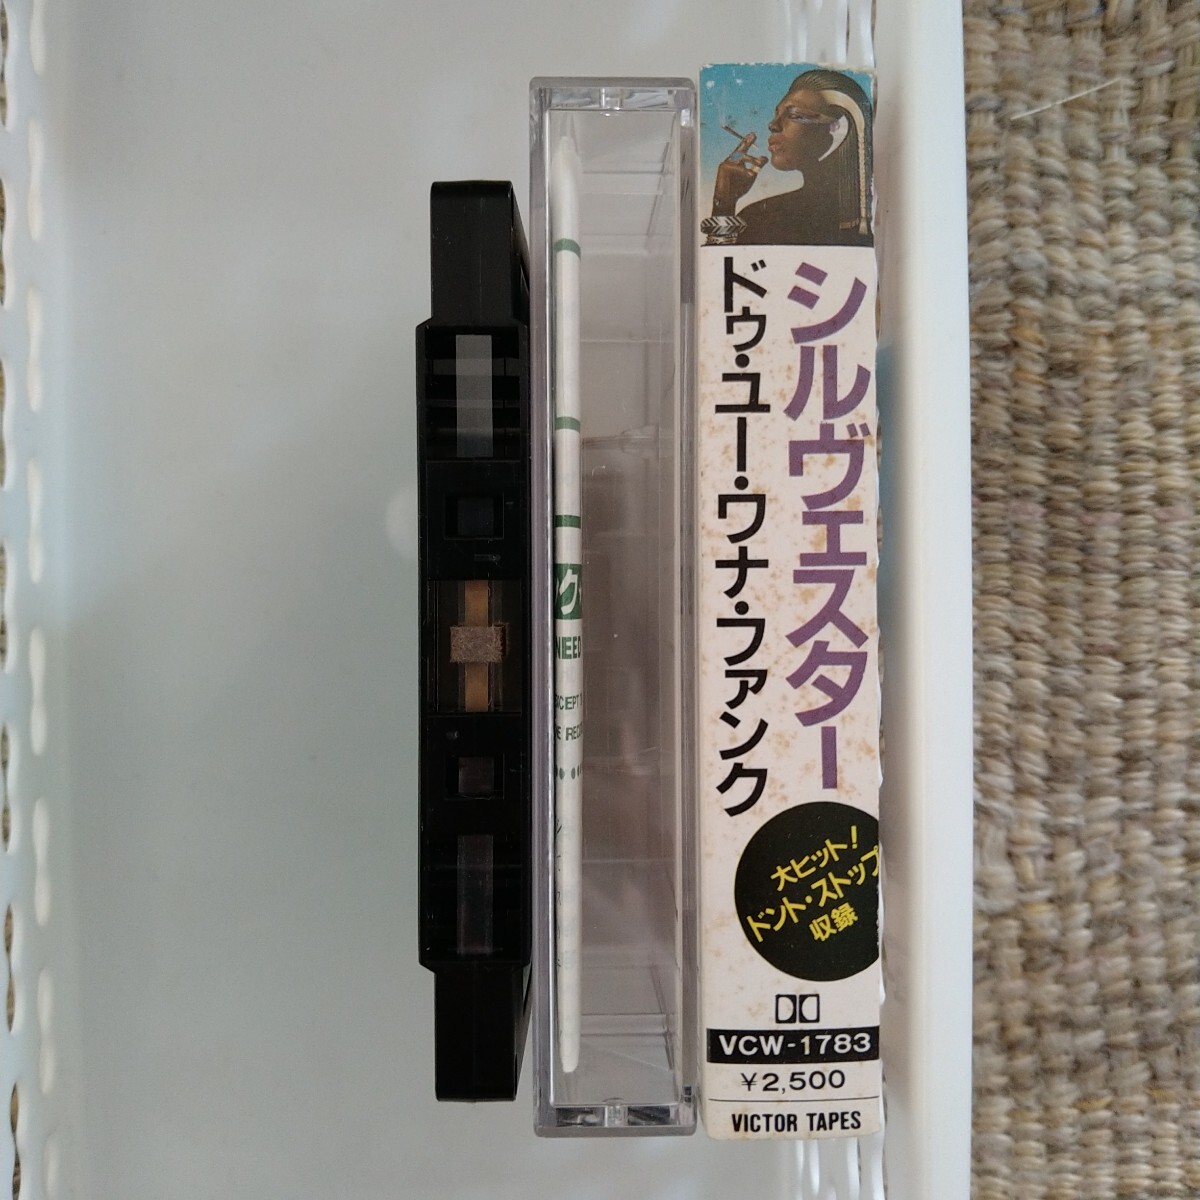 シルヴェスター
ドゥ・ユー・ワナ・ファンク
大ヒット!
ドント・ストップ
収録
VCW-1783
¥2,500
VICTOR TAPES
ク
NEED